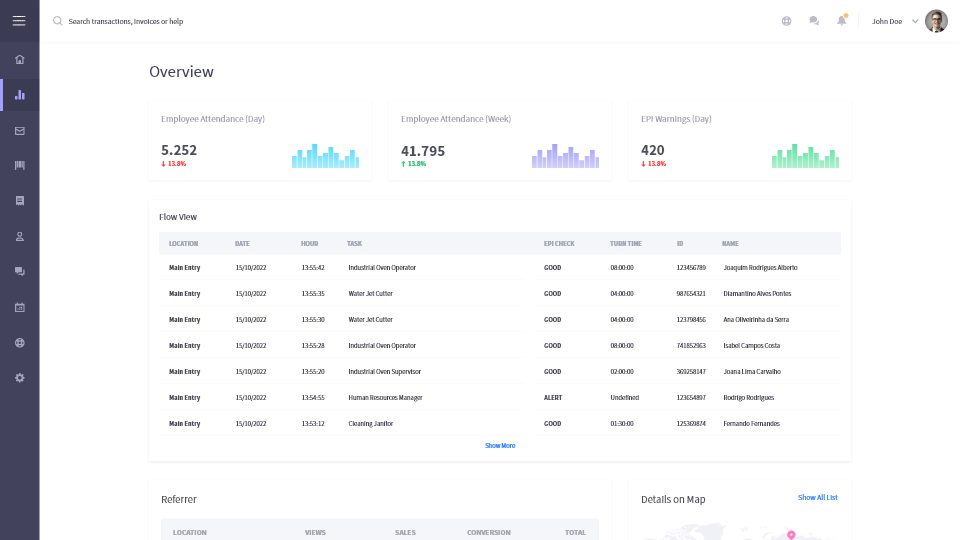 Search transactions, invoices or help
John Doe
Overview
Employee Attendance (Day)
5.252
↓ 13.8%
Employee Attendance (Week)
41.795
↑ 13.8%
EPI Warnings (Day)
420
↓ 13.8%
Flow View
LOCATION DATE HOUR TASK EPI CHECK TURN TIME ID NAME
Main Entry 15/10/2022 13:55:42 Industrial Oven Operator GOOD 08:00:00 123456789 Joaquim Rodrigues Alberto
Main Entry 15/10/2022 13:55:35 Water Jet Cutter GOOD 04:00:00 987654321 Diamantino Alves Pontes
Main Entry 15/10/2022 13:55:30 Water Jet Cutter GOOD 04:00:00 123798456 Ana Oliveirinha da Serra
Main Entry 15/10/2022 13:55:28 Industrial Oven Operator GOOD 08:00:00 741852963 Isabel Campos Costa
Main Entry 15/10/2022 13:55:20 Industrial Oven Supervisor GOOD 02:00:00 369258147 Joana Lima Carvalho
Main Entry 15/10/2022 13:54:55 Human Resources Manager ALERT Undefined 123654897 Rodrigo Rodrigues
Main Entry 15/10/2022 13:53:12 Cleaning Janitor GOOD 01:30:00 125369874 Fernando Fernandes
Show More
Referrer
LOCATION VIEWS SALES CONVERSION TOTAL
Details on Map
Show All List